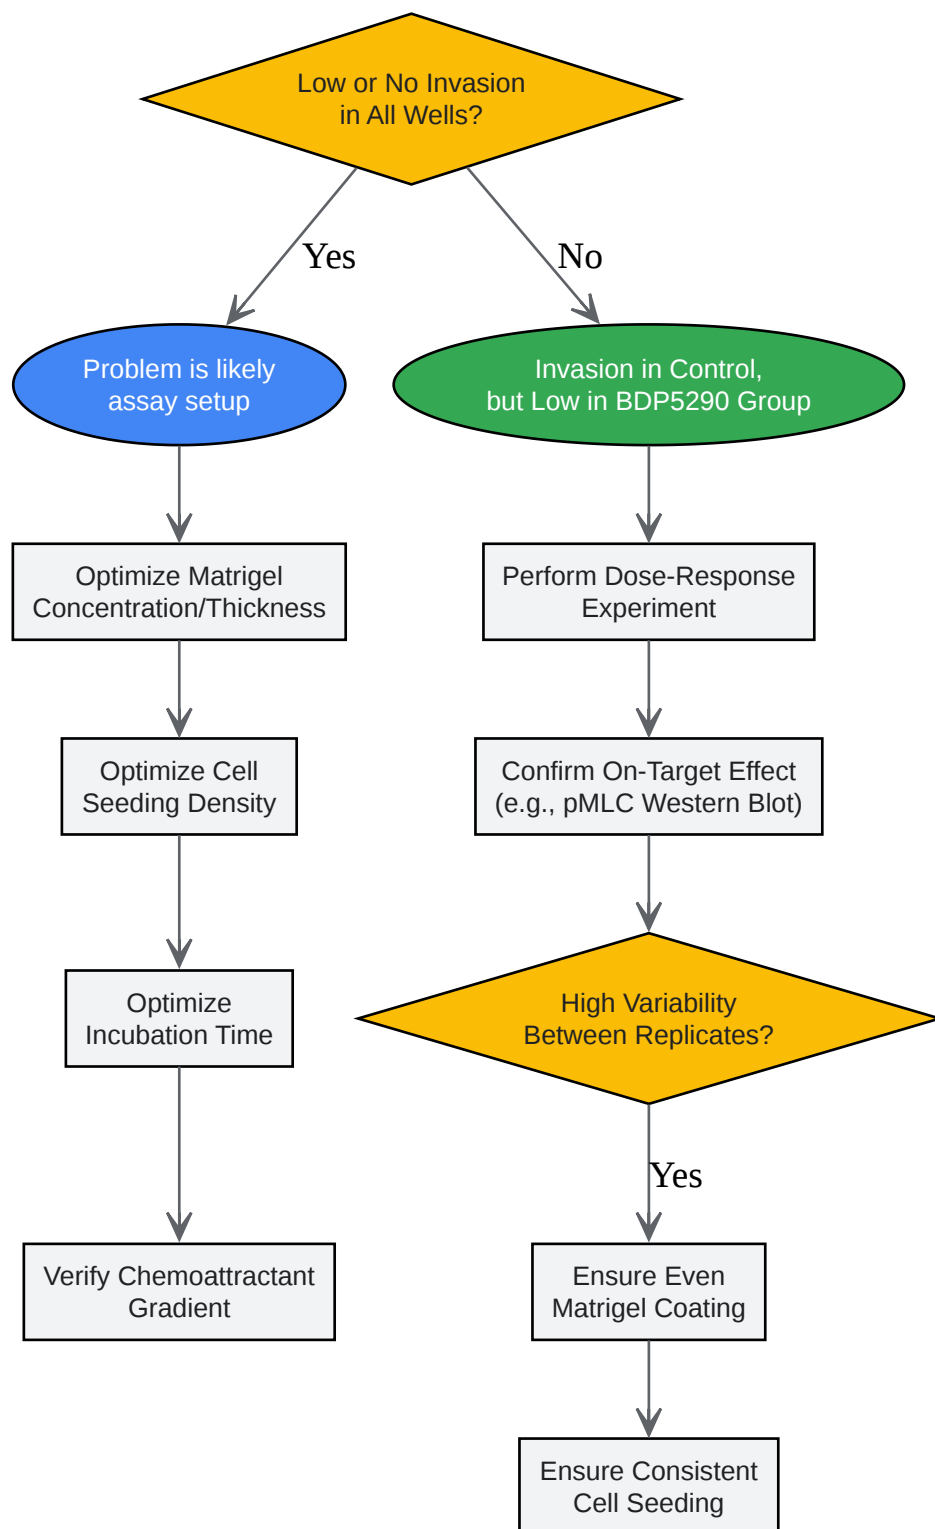 Low or No Invasion
in All Wells?
Yes
No
Problem is likely
assay setup
Invasion in Control,
but Low in BDP5290 Group
Optimize Matrigel
Concentration/Thickness
Perform Dose-Response
Experiment
Optimize Cell
Seeding Density
Confirm On-Target Effect
(e.g., pMLC Western Blot)
Optimize
Incubation Time
High Variability
Between Replicates?
Yes
Verify Chemoattractant
Gradient
Ensure Even
Matrigel Coating
Ensure Consistent
Cell Seeding